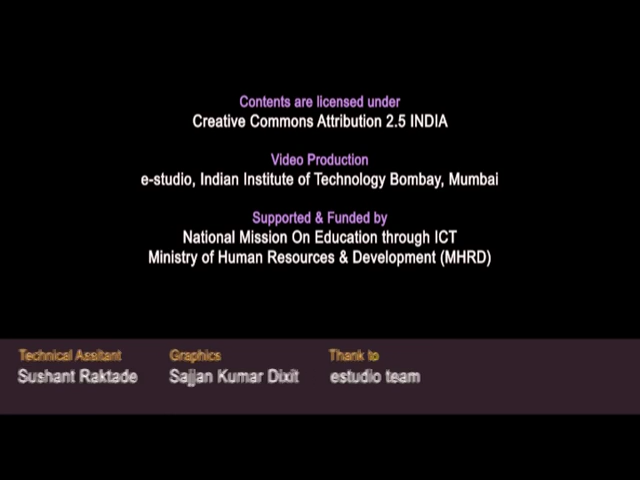 Contents are licensed under
Creative Commons Attribution 2.5 INDIA
Video Production
e-studio, Indian Institute of Technology Bombay, Mumbai
Supported & Funded by
National Mission On Education through ICT
Ministry of Human Resources & Development (MHRD)
Technical Assitant Graphics Thank to
Sushant Raktade Sajjan Kumar Dixit estudio team